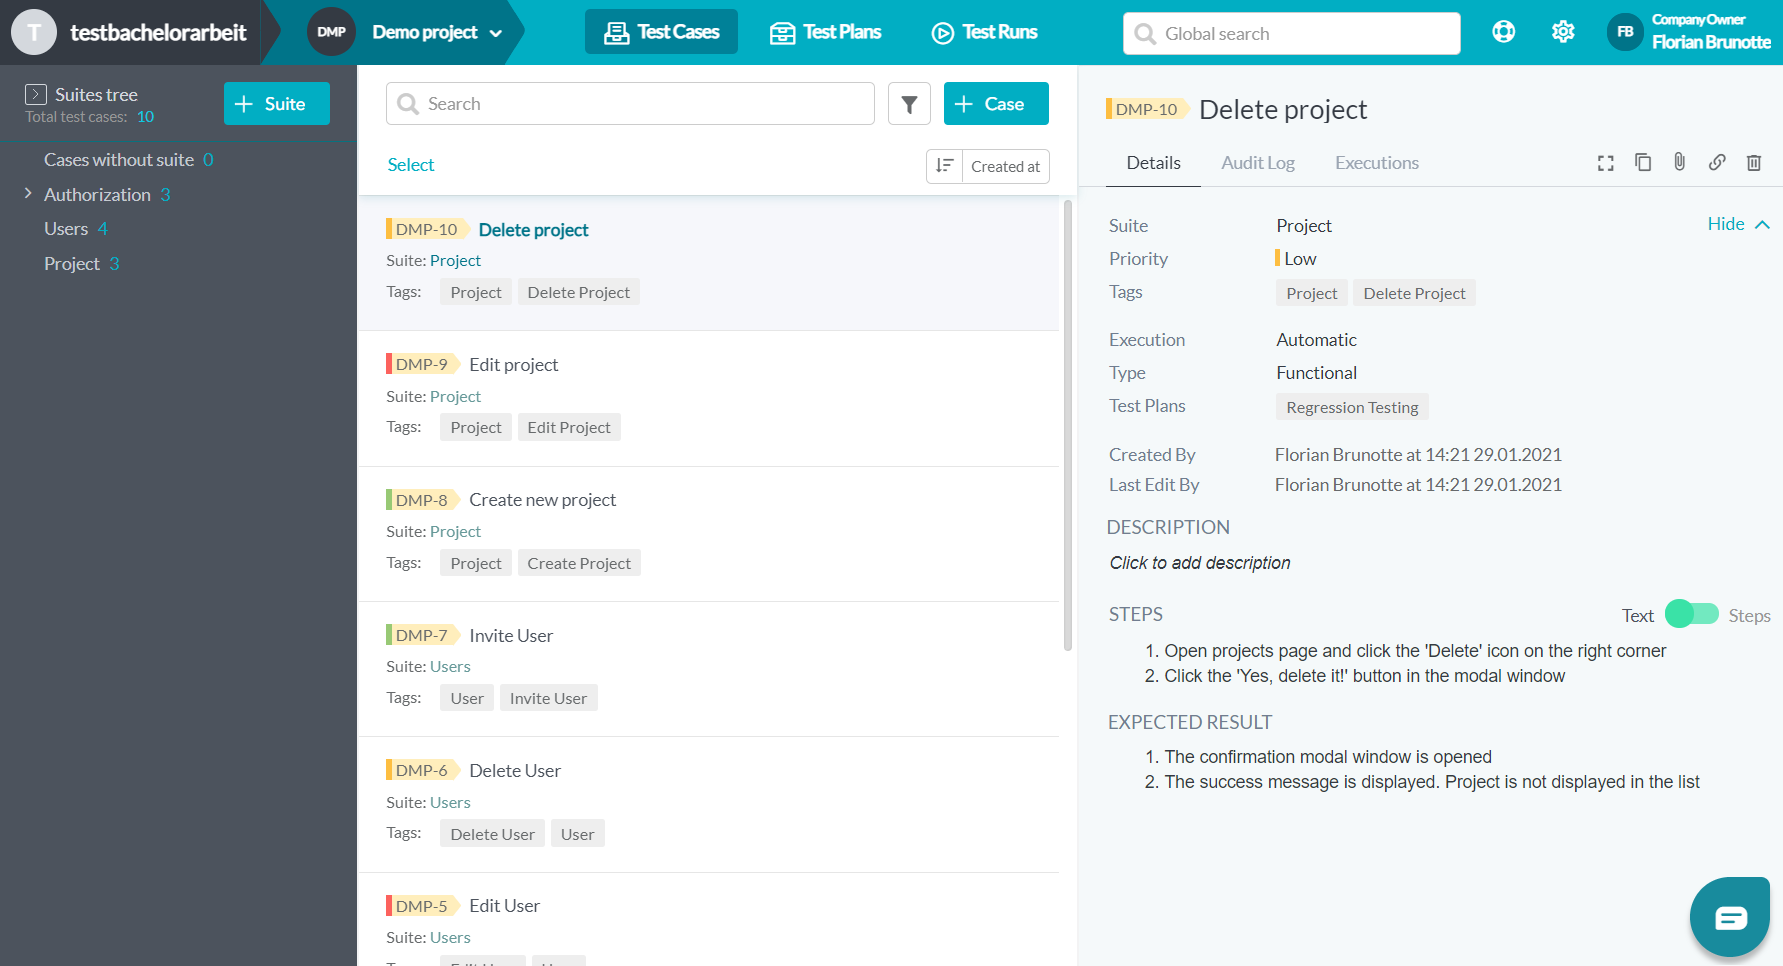 T testbachelorarbeit DMP Demo project Test Cases Test Plans Test Runs Global search FB Company Owner
Florian Brunotte
Suites tree
Total test cases: 10
+ Suite
Cases without suite 0
Authorization 3
Users 4
Project 3
Search
+ Case
Select
Created at
DMP-10 Delete project
Suite: Project
Tags: Project Delete Project
DMP-9 Edit project
Suite: Project
Tags: Project Edit Project
DMP-8 Create new project
Suite: Project
Tags: Project Create Project
DMP-7 Invite User
Suite: Users
Tags: User Invite User
DMP-6 Delete User
Suite: Users
Tags: Delete User User
DMP-5 Edit User
Suite: Users
DMP-10 Delete project
Details Audit Log Executions
Suite Project Hide
Priority Low
Tags Project Delete Project
Execution Automatic
Type Functional
Test Plans Regression Testing
Created By Florian Brunotte at 14:21 29.01.2021
Last Edit By Florian Brunotte at 14:21 29.01.2021
DESCRIPTION
Click to add description
STEPS Text Steps
1. Open projects page and click the 'Delete' icon on the right corner
2. Click the 'Yes, delete it!' button in the modal window
EXPECTED RESULT
1. The confirmation modal window is opened
2. The success message is displayed. Project is not displayed in the list